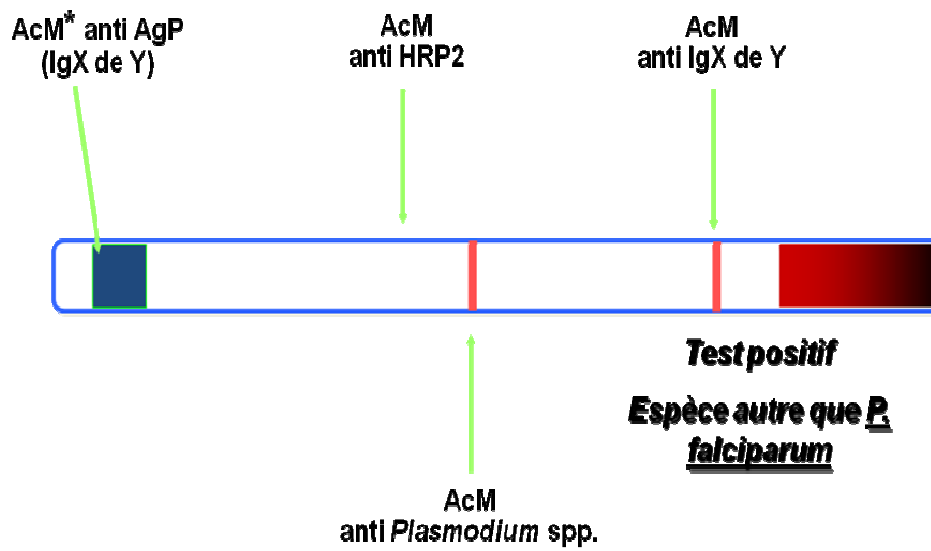 AcM* anti AgP
(IgX de Y)
AcM
anti HRP2
AcM
anti IgX de Y
Test positif
Espèce autre que P.
falciparum
AcM
anti Plasmodium spp.